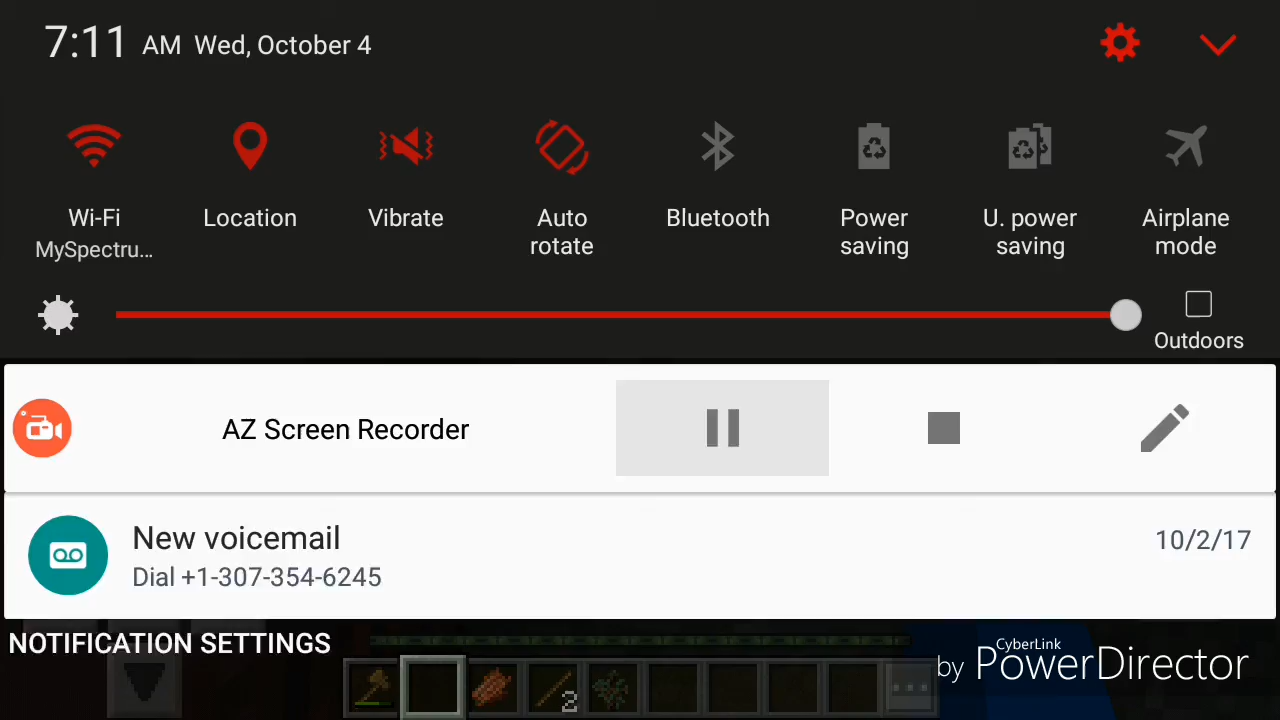 7:11 AM Wed, October 4
Wi-Fi
MySpectru...
Location
Vibrate
Auto
rotate
Bluetooth
Power
saving
U. power
saving
Airplane
mode
Outdoors
AZ Screen Recorder
New voicemail
10/2/17
Dial +1-307-354-6245
NOTIFICATION SETTINGS
2
CyberLink
by PowerDirector